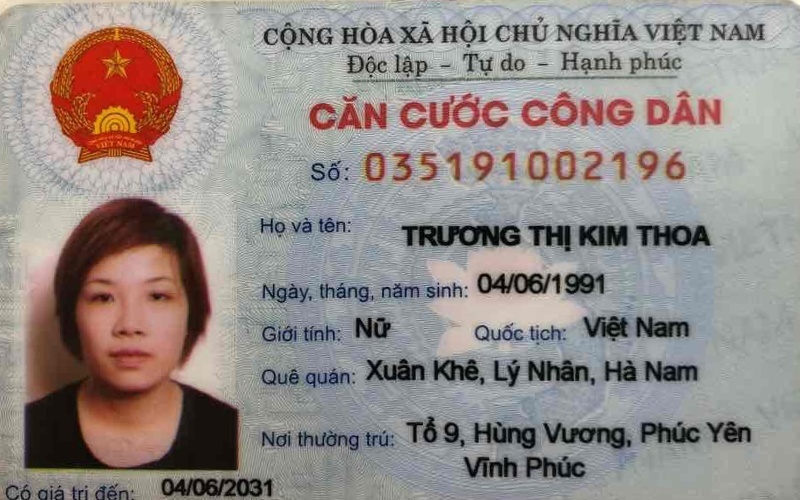 CỘNG HÒA XÃ HỘI CHỦ NGHĨA VIỆT NAM
Độc lập - Tự do - Hạnh phúc
CĂN CƯỚC CÔNG DÂN
Số: 035191002196
Họ và tên: TRƯƠNG THỊ KIM THOA
Ngày, tháng, năm sinh: 04/06/1991
Giới tính: Nữ Quốc tịch: Việt Nam
Quê quán: Xuân Khê, Lý Nhân, Hà Nam
Nơi thường trú: Tổ 9, Hùng Vương, Phúc Yên
Vĩnh Phúc
Có giá trị đến: 04/06/2031
VIỆT NAM